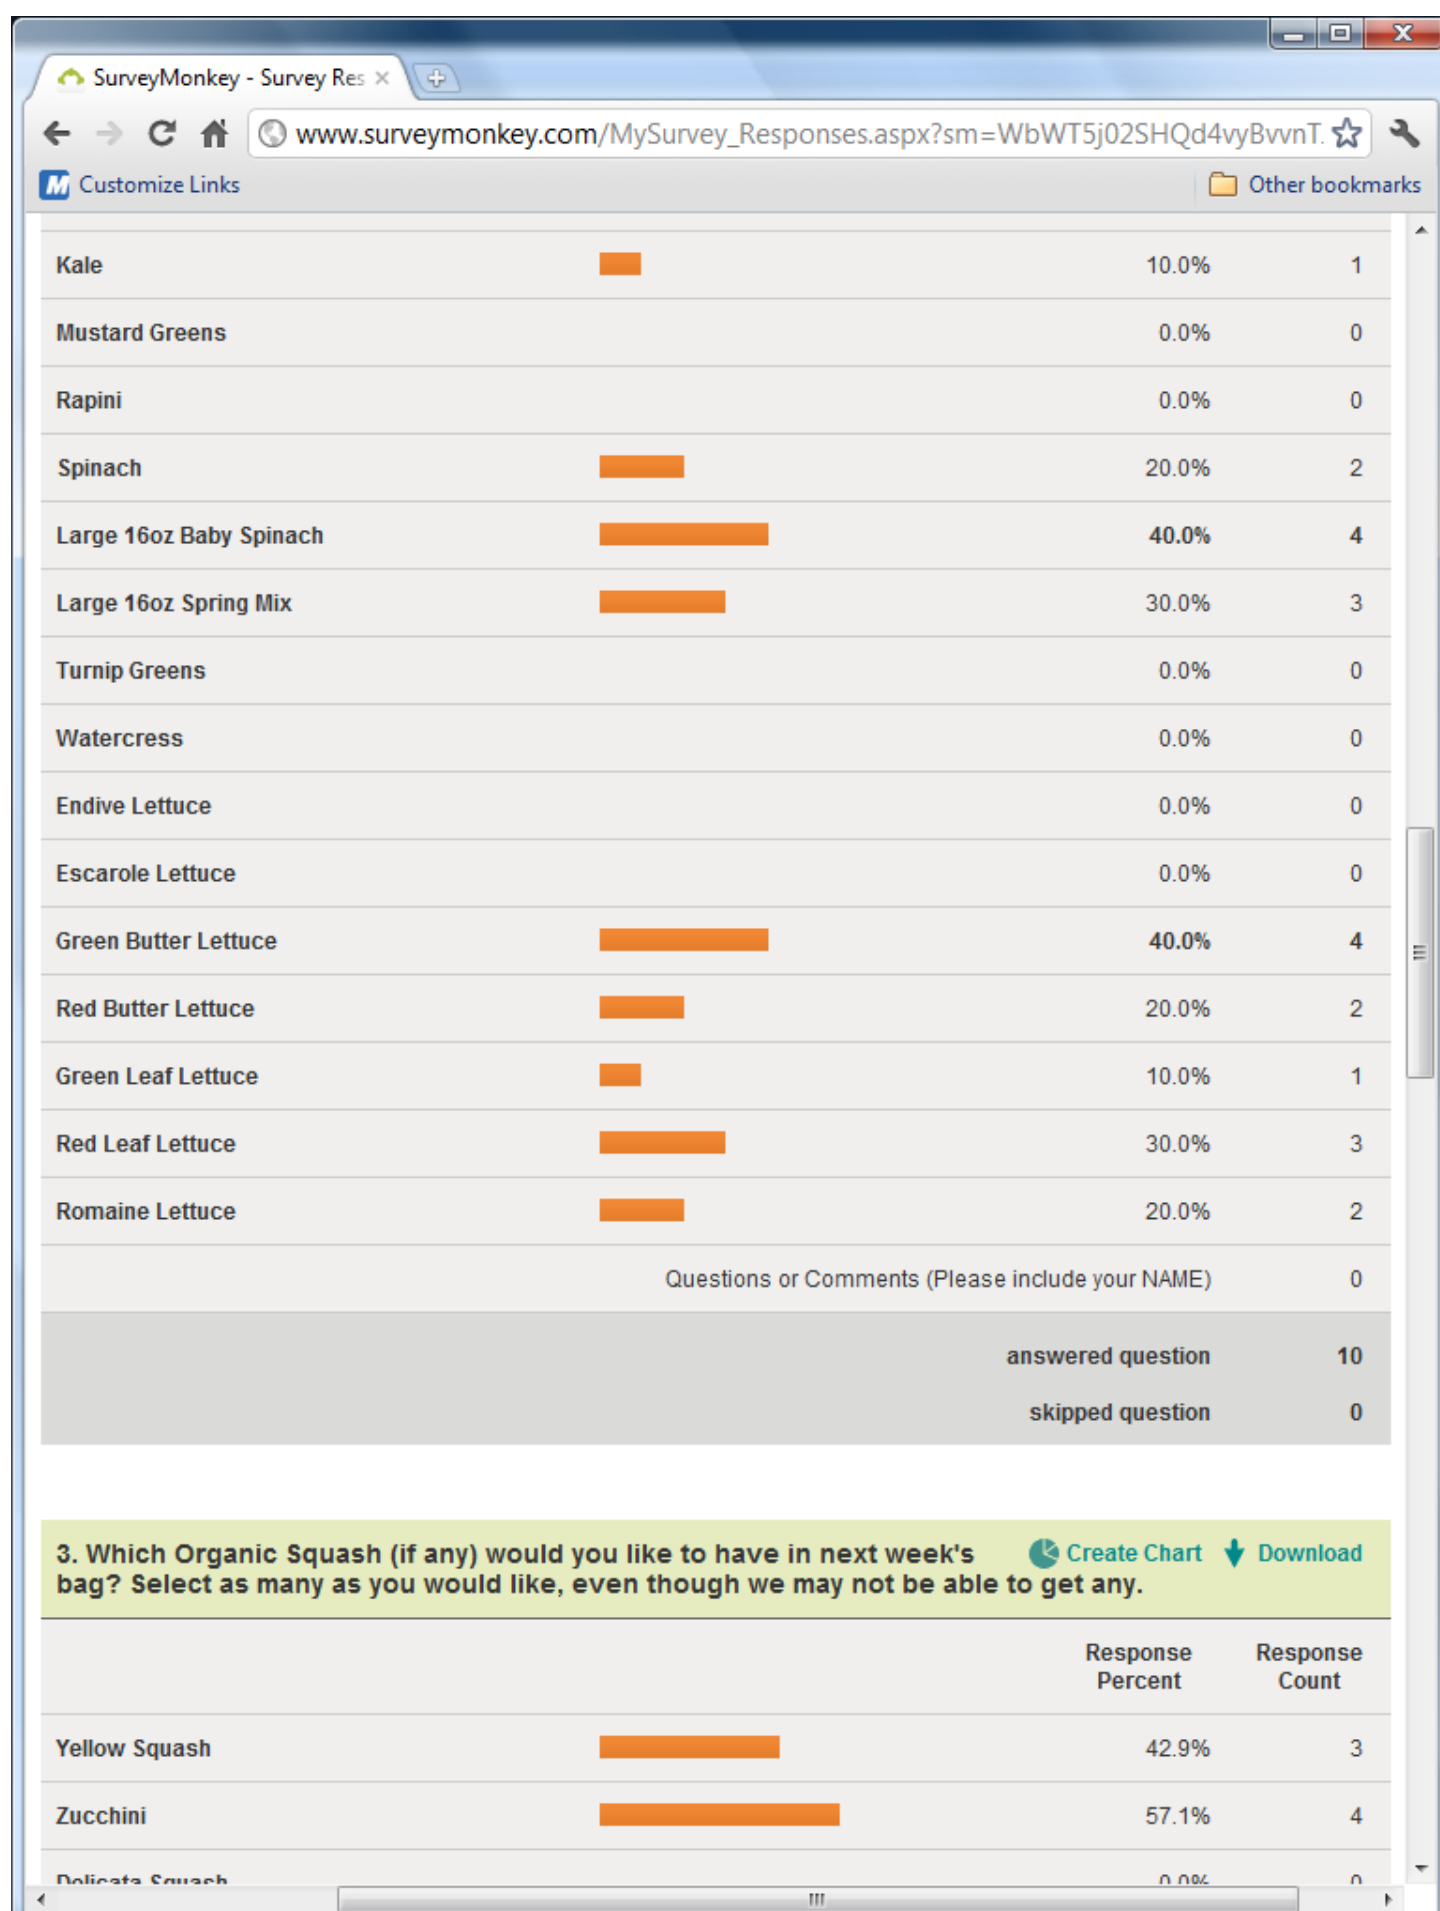 SurveyMonkey - Survey Res
www.surveymonkey.com/MySurvey_Responses.aspx?sm=WbWT5j02SHQd4vyBvvnT.
Customize Links Other bookmarks
Kale 10.0% 1
Mustard Greens 0.0% 0
Rapini 0.0% 0
Spinach 20.0% 2
Large 16oz Baby Spinach 40.0% 4
Large 16oz Spring Mix 30.0% 3
Turnip Greens 0.0% 0
Watercress 0.0% 0
Endive Lettuce 0.0% 0
Escarole Lettuce 0.0% 0
Green Butter Lettuce 40.0% 4
Red Butter Lettuce 20.0% 2
Green Leaf Lettuce 10.0% 1
Red Leaf Lettuce 30.0% 3
Romaine Lettuce 20.0% 2
Questions or Comments (Please include your NAME) 0
answered question 10
skipped question 0
3. Which Organic Squash (if any) would you like to have in next week's Create Chart Download
bag? Select as many as you would like, even though we may not be able to get any.
Response Response
Percent Count
Yellow Squash 42.9% 3
Zucchini 57.1% 4
Delicata Squash 0.0% 0